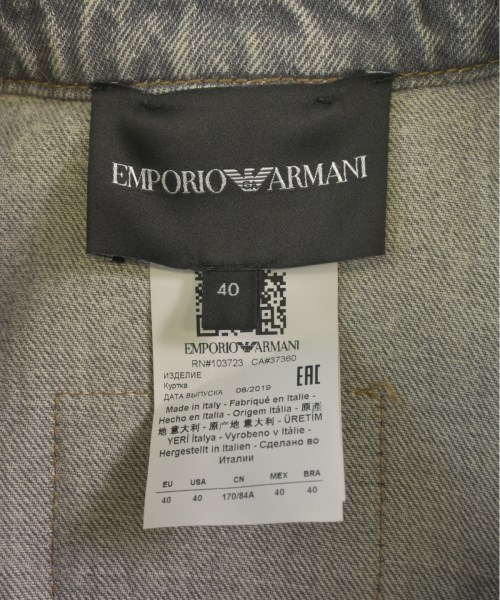 EMPORIO ARMANI
40
EMPORIO ARMANI
RN#103723 CA#37360
ИЗДЕЛИЕ
Куртка
ДАТА ВЫПУСКА 06/2019
EAC
Made in Italy - Fabriqué en Italie -
Hecho en Italia - Origem Itália - 原產
地 意大利 - 原产地 意大利 - ÜRETİM
YERİ İtalya - Vyrobeno v Itálie -
Hergestellt in Italien - Сделано во
Италии
EU USA CN MEX BRA
40 40 170/84A 40 40